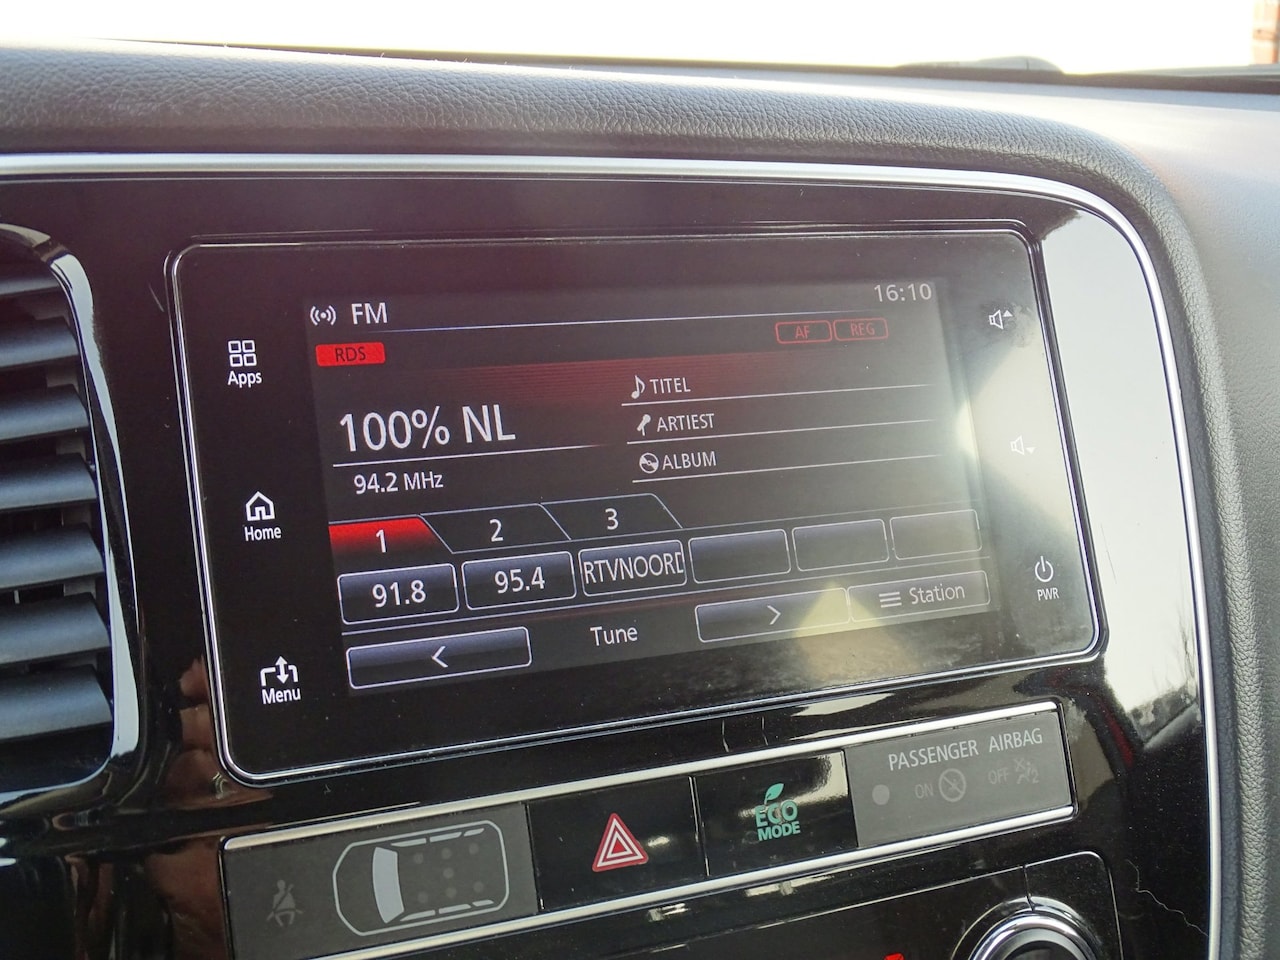 FM
16:10
RDS
AF
REG
Apps
100% NL
94.2 MHz
TITEL
ARTIEST
ALBUM
Home
1
2
3
91.8
95.4
RTVNOORD
PWR
Tune
Station
Menu
PASSENGER AIRBAG
ON
OFF
2
ECO
MODE